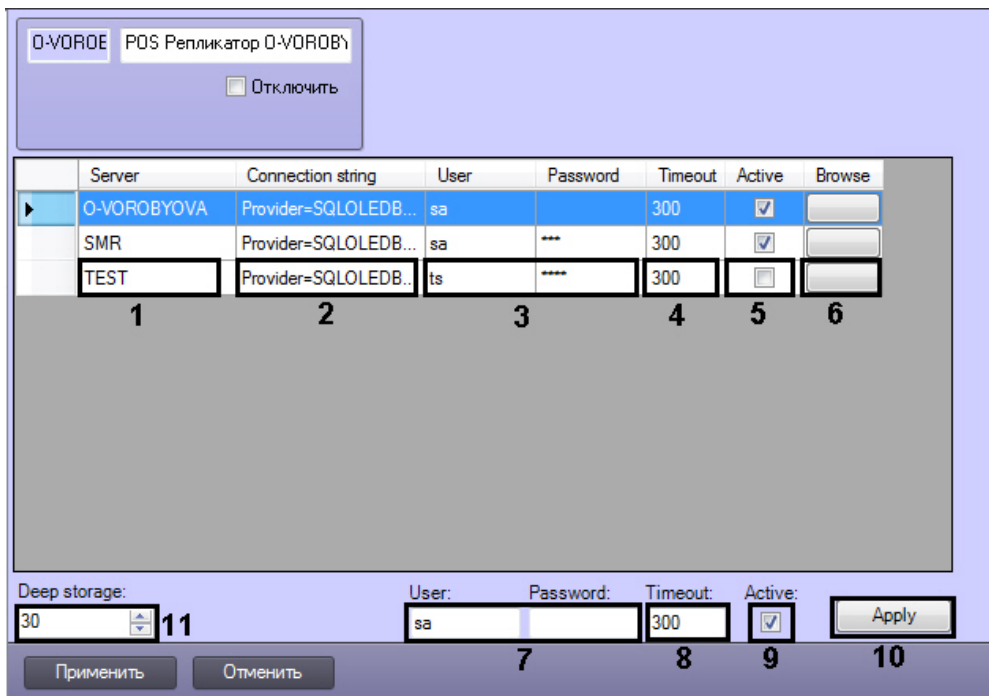 O-VOROE POS Репликатор O-VOROBY
Отключить
Server Connection string User Password Timeout Active Browse
O-VOROBYOVA Provider=SQLOLEDB... sa 300
SMR Provider=SQLOLEDB... sa *** 300
TEST Provider=SQLOLEDB... ts **** 300
1 2 3 4 5 6
Deep storage: User: Password: Timeout: Active:
30 11 sa 300 Apply
7 8 9 10
Применить Отменить